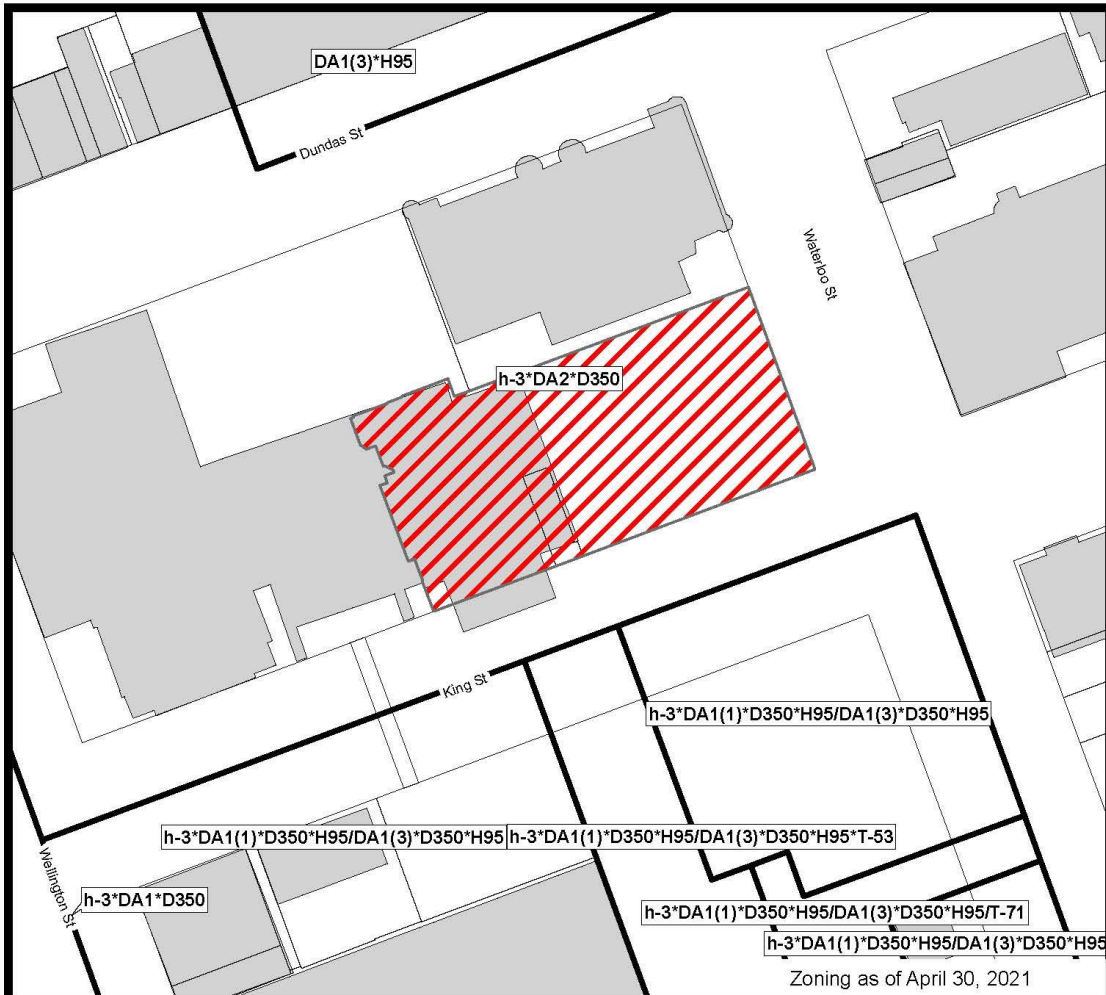 DA1(3)*H95
Dundas St
Waterloo St
h-3*DA2*D350
King St
h-3*DA1(1)*D350*H95/DA1(3)*D350*H95
h-3*DA1(1)*D350*H95/DA1(3)*D350*H95
h-3*DA1(1)*D350*H95/DA1(3)*D350*H95*T-53
Wellington St
h-3*DA1*D350
h-3*DA1(1)*D350*H95/DA1(3)*D350*H95/T-71
h-3*DA1(1)*D350*H95/DA1(3)*D350*H95
Zoning as of April 30, 2021